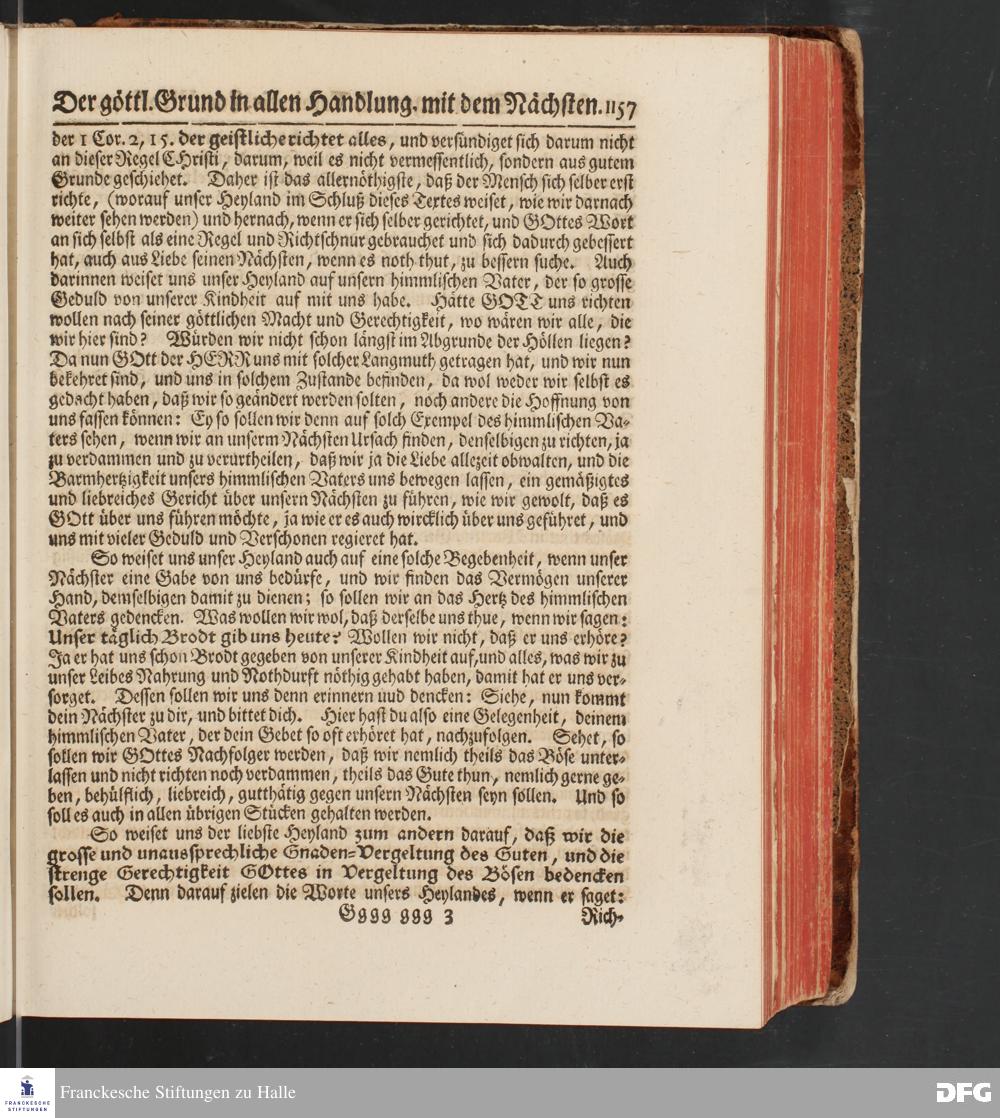 Der göttl. Grund in allen Handlung. mit dem Nächsten. 1157
der 1 Cor. 2, 15. der geistliche richtet alles, und versündiget sich darum nicht
an dieser Regel CHristi, darum, weil es nicht vermessentlich, sondern aus gutem
Grunde geschiehet. Daher ist das allernöthigste, daß der Mensch sich selber erst
richte, (worauf unser Heyland im Schluß dieses Textes weiset, wie wir darnach
weiter sehen werden) und hernach, wenn er sich selber gerichtet, und GOttes Wort
an sich selbst als eine Regel und Richtschnur gebrauchet und sich dadurch gebessert
hat, auch aus Liebe seinen Nächsten, wenn es noth thut, zu bessern suche. Auch
darinnen weiset uns unser Heyland auf unsern himmlischen Vater, der so grosse
Geduld von unserer Kindheit auf mit uns habe. Hätte GOTT uns richten
wollen nach seiner göttlichen Macht und Gerechtigkeit, wo wären wir alle, die
wir hier sind? Würden wir nicht schon längst im Abgrunde der Höllen liegen?
Da nun GOtt der HERR uns mit solcher Langmuth getragen hat, und wir nun
bekehret sind, und uns in solchem Zustande befinden, da wol weder wir selbst es
gedacht haben, daß wir so geändert werden solten, noch andere die Hoffnung von
uns fassen können: Ey so sollen wir denn auf solch Exempel des himmlischen Va-
ters sehen, wenn wir an unserm Nächsten Ursach finden, denselbigen zu richten, ja
zu verdammen und zu verurtheilen, daß wir ja die Liebe allezeit obwalten, und die
Barmhertzigkeit unsers himmlischen Vaters uns bewegen lassen, ein gemäßigtes
und liebreiches Gericht über unsern Nächsten zu führen, wie wir gewolt, daß es
GOtt über uns führen möchte, ja wie er es auch wircklich über uns geführet, und
uns mit vieler Geduld und Verschonen regieret hat.
So weiset uns unser Heyland auch auf eine solche Begebenheit, wenn unser
Nächster eine Gabe von uns bedürfe, und wir finden das Vermögen unserer
Hand, demselbigen damit zu dienen; so sollen wir an das Hertz des himmlischen
Vaters gedencken. Was wollen wir wol, daß derselbe uns thue, wenn wir sagen:
Unser täglich Brodt gib uns heute? Wollen wir nicht, daß er uns erhöre?
Ja er hat uns schon Brodt gegeben von unserer Kindheit auf, und alles, was wir zu
unser Leibes Nahrung und Nothdurft nöthig gehabt haben, damit hat er uns ver-
sorget. Dessen sollen wir uns denn erinnern uud dencken: Siehe, nun kommt
dein Nächster zu dir, und bittet dich. Hier hast du also eine Gelegenheit, deinem
himmlischen Vater, der dein Gebet so oft erhöret hat, nachzufolgen. Sehet, so
sollen wir GOttes Nachfolger werden, daß wir nemlich theils das Böse unter-
lassen und nicht richten noch verdammen, theils das Gute thun, nemlich gerne ge-
ben, behülflich, liebreich, gutthätig gegen unsern Nächsten seyn sollen. Und so
soll es auch in allen übrigen Stücken gehalten werden.
So weiset uns der liebste Heyland zum andern darauf, daß wir die
grosse und unaussprechliche Gnaden-Vergeltung des Guten, und die
strenge Gerechtigkeit GOttes in Vergeltung des Bösen bedencken
sollen. Denn darauf zielen die Worte unsers Heylandes, wenn er saget:
Gggg ggg 3 Rich-
FRANCKESCHE STIFTUNGEN
Franckesche Stiftungen zu Halle
DFG